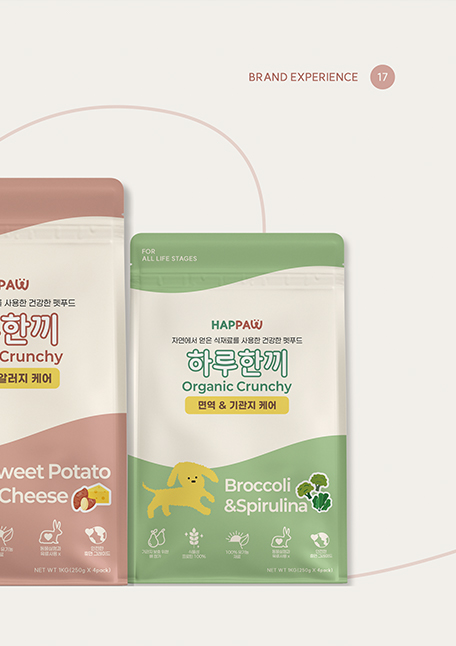 BRAND EXPERIENCE 17
PPAW
사용한 건강한 펫푸드
한끼
Crunchy
알러지 케어
weet Potato
Cheese
NET WT 1KG(250g X 4pack)
FOR
ALL LIFE STAGES
HAPPAW
자연에서 얻은 식재료를 사용한 건강한 펫푸드
하루한끼
Organic Crunchy
면역 & 기관지 케어
Broccoli
&Spirulina
NET WT 1KG(250g X 4pack)